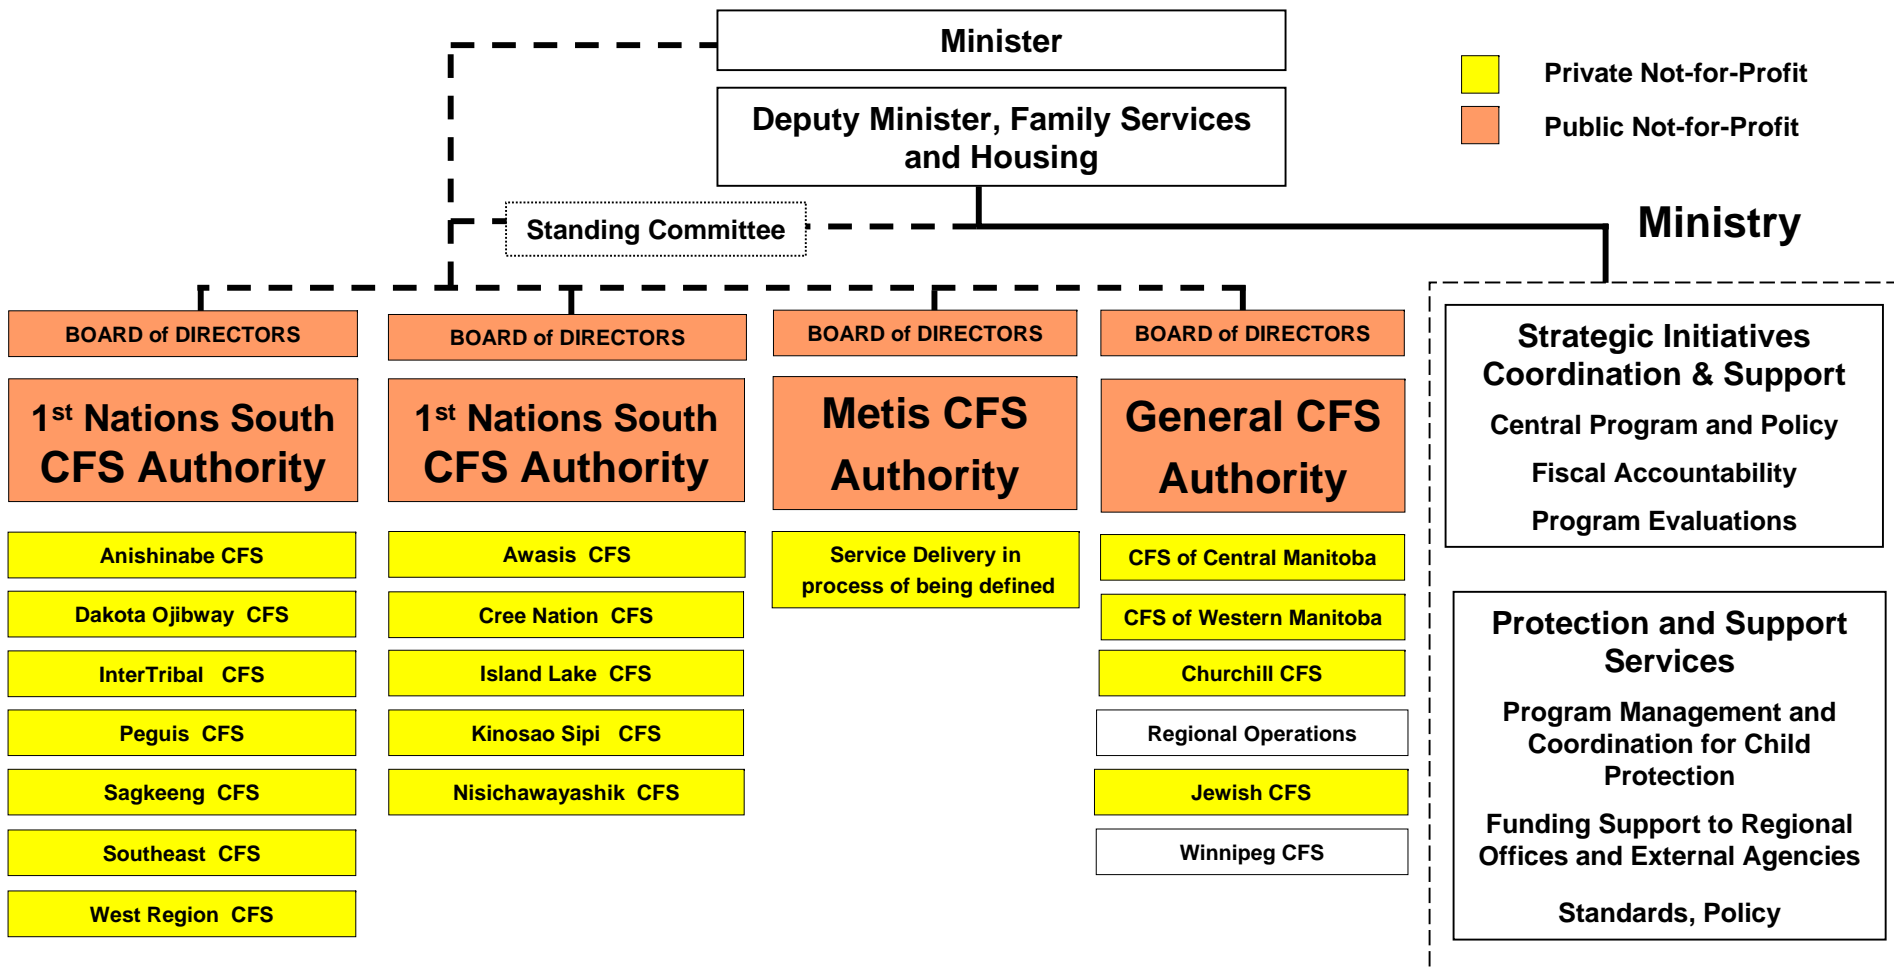 Minister
Deputy Minister, Family Services
and Housing
Private Not-for-Profit
Public Not-for-Profit
Standing Committee
Ministry
BOARD of DIRECTORS
1st Nations South
CFS Authority
Anishinabe CFS
Dakota Ojibway CFS
InterTribal CFS
Peguis CFS
Sagkeeng CFS
Southeast CFS
West Region CFS
BOARD of DIRECTORS
1st Nations South
CFS Authority
Awasis CFS
Cree Nation CFS
Island Lake CFS
Kinosao Sipi CFS
Nisichawayashik CFS
BOARD of DIRECTORS
Metis CFS
Authority
Service Delivery in
process of being defined
BOARD of DIRECTORS
General CFS
Authority
CFS of Central Manitoba
CFS of Western Manitoba
Churchill CFS
Regional Operations
Jewish CFS
Winnipeg CFS
Strategic Initiatives
Coordination & Support
Central Program and Policy
Fiscal Accountability
Program Evaluations
Protection and Support
Services
Program Management and
Coordination for Child
Protection
Funding Support to Regional
Offices and External Agencies
Standards, Policy